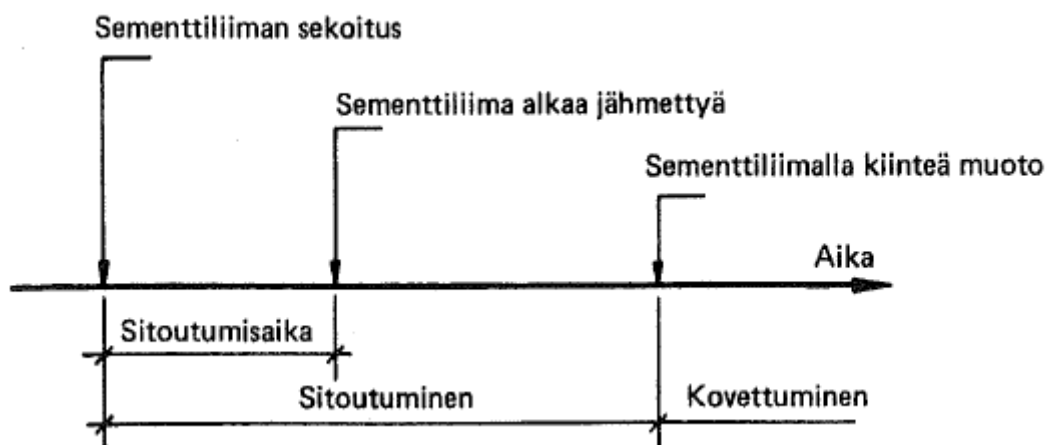 Sementtiliiman sekoitus
Sementtiliima alkaa jähmettyä
Sementtiliimalla kiinteä muoto
Aika
Sitoutumisaika
Sitoutuminen
Kovettuminen